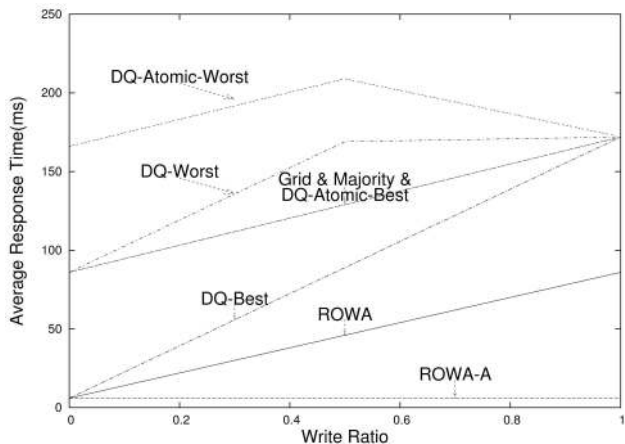 250
200
150
100
50
0
Average Response Time(ms)
DQ-Atomic-Worst
DQ-Worst
Grid & Majority &
DQ-Atomic-Best
DQ-Best
ROWA
ROWA-A
0
0.2
0.4
0.6
0.8
1
Write Ratio